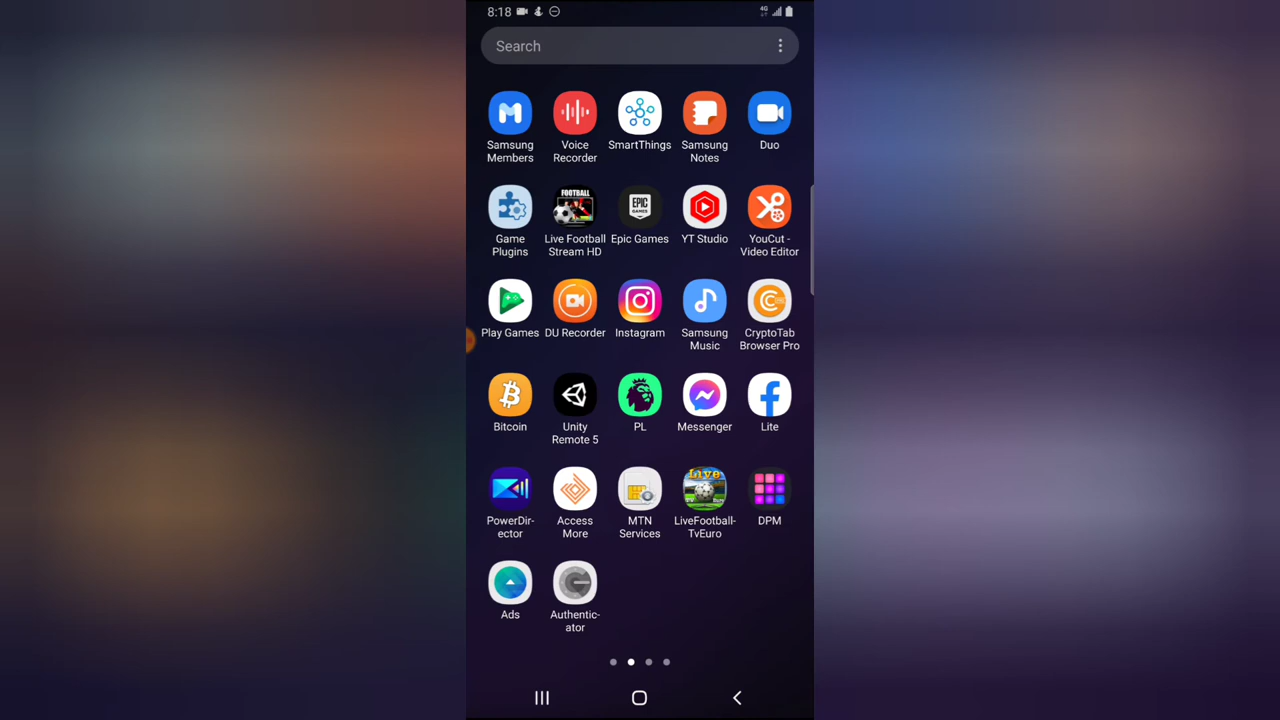 8:18
4G
Search
Samsung Members
Voice Recorder
SmartThings
Samsung Notes
Duo
FOOTBALL
EPIC GAMES
Game Plugins
Live Football Stream HD
Epic Games
YT Studio
YouCut - Video Editor
Play Games
DU Recorder
Instagram
Samsung Music
CryptoTab Browser Pro
Bitcoin
Unity Remote 5
PL
Messenger
Lite
Live
PowerDir-ector
Access More
MTN Services
LiveFootball-TvEuro
DPM
Ads
Authentic-ator